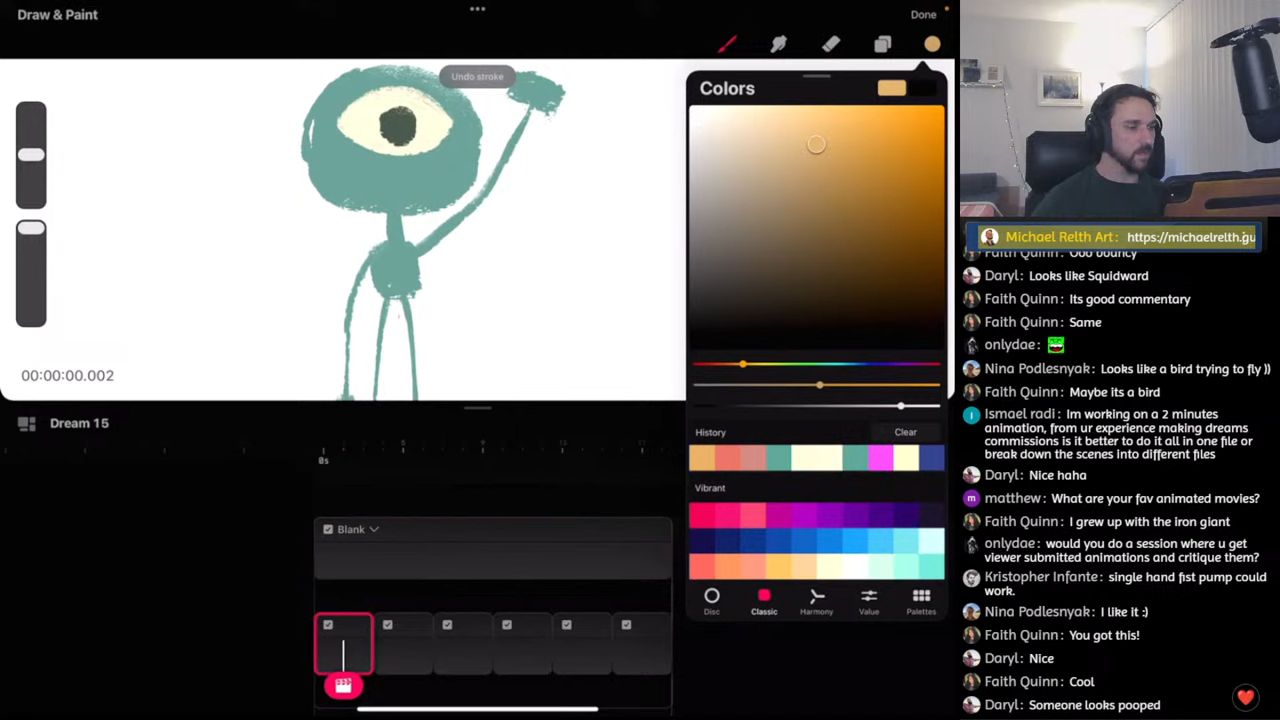 Draw & Paint
Done
Undo stroke
Colors
00:00:00.002
History
Clear
Vibrant
Disc
Classic
Harmony
Value
Palettes
Dream 15
0s
5
Blank
Michael Relth Art: https://michaelrelth.gu
Faith Quinn: Ooo bouncy
Daryl: Looks like Squidward
Faith Quinn: Its good commentary
Faith Quinn: Same
onlydae:
Nina Podlesnyak: Looks like a bird trying to fly ))
Faith Quinn: Maybe its a bird
I
Ismael radi: Im working on a 2 minutes
animation, from ur experience making dreams
commissions is it better to do it all in one file or
break down the scenes into different files
Daryl: Nice haha
m
matthew: What are your fav animated movies?
Faith Quinn: I grew up with the iron giant
onlydae: would you do a session where u get
viewer submitted animations and critique them?
Kristopher Infante: single hand fist pump could
work.
Nina Podlesnyak: I like it :)
Faith Quinn: You got this!
Daryl: Nice
Faith Quinn: Cool
Daryl: Someone looks pooped